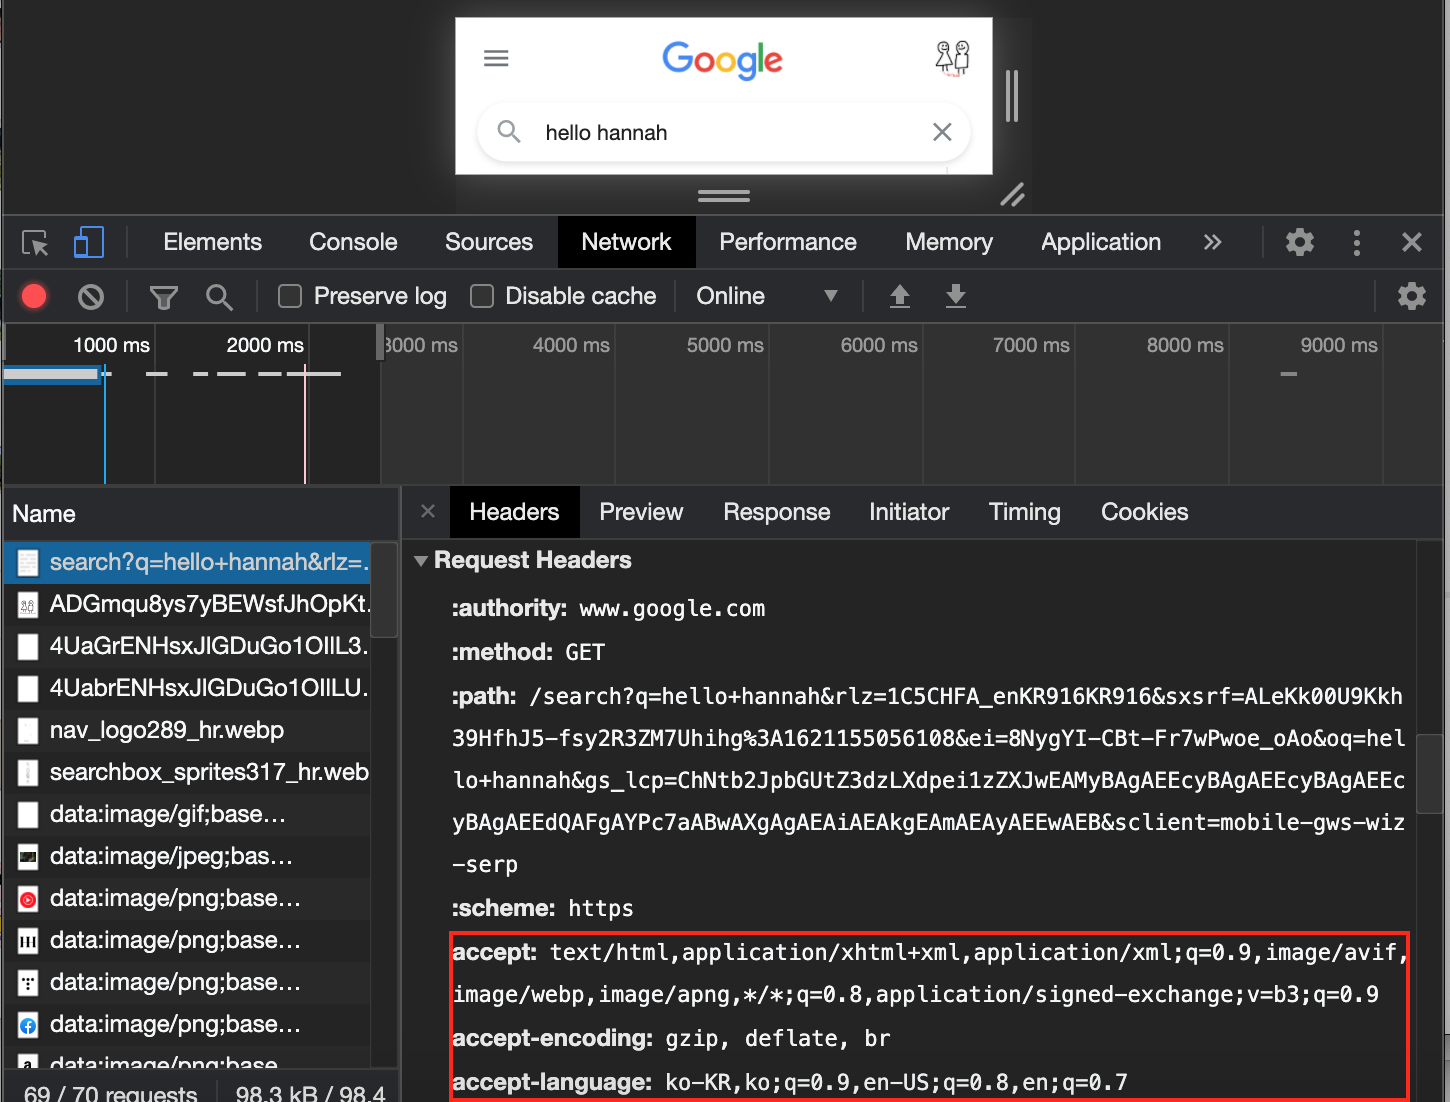 Google
hello hannah
Elements Console Sources Network Performance Memory Application »
Preserve log Disable cache Online
1000 ms 2000 ms 3000 ms 4000 ms 5000 ms 6000 ms 7000 ms 8000 ms 9000 ms
Name
search?q=hello+hannah&rlz=.
ADGmqu8ys7yBEWsfJhOpKt.
4UaGrENHsxJlGDuGo1OIlL3.
4UabrENHsxJlGDuGo1OIlLU.
nav_logo289_hr.webp
searchbox_sprites317_hr.web
data:image/gif;base…
data:image/jpeg;bas…
data:image/png;base…
data:image/png;base…
data:image/png;base…
data:image/png;base…
data:image/png;base
69 / 70 requests 98.3 kB / 98.4
Headers Preview Response Initiator Timing Cookies
Request Headers
:authority: www.google.com
:method: GET
:path: /search?q=hello+hannah&rlz=1C5CHFA_enKR916KR916&sxsrf=ALeKk00U9Kkh
39HfhJ5-fsy2R3ZM7Uhihg%3A1621155056108&ei=8NygYI-CBt-Fr7wPwoe_oAo&oq=hel
lo+hannah&gs_lcp=ChNtb2JpbGUtZ3dzLXdpei1zZXJwEAMyBAgAEEcyBAgAEEcyBAgAEEc
yBAgAEEdQAFgAYPc7aABwAXgAgAEAiAEAkgEAmAEAyAEEwAEB&sclient=mobile-gws-wiz
-serp
:scheme: https
accept: text/html,application/xhtml+xml,application/xml;q=0.9,image/avif,
image/webp,image/apng,*/*;q=0.8,application/signed-exchange;v=b3;q=0.9
accept-encoding: gzip, deflate, br
accept-language: ko-KR,ko;q=0.9,en-US;q=0.8,en;q=0.7